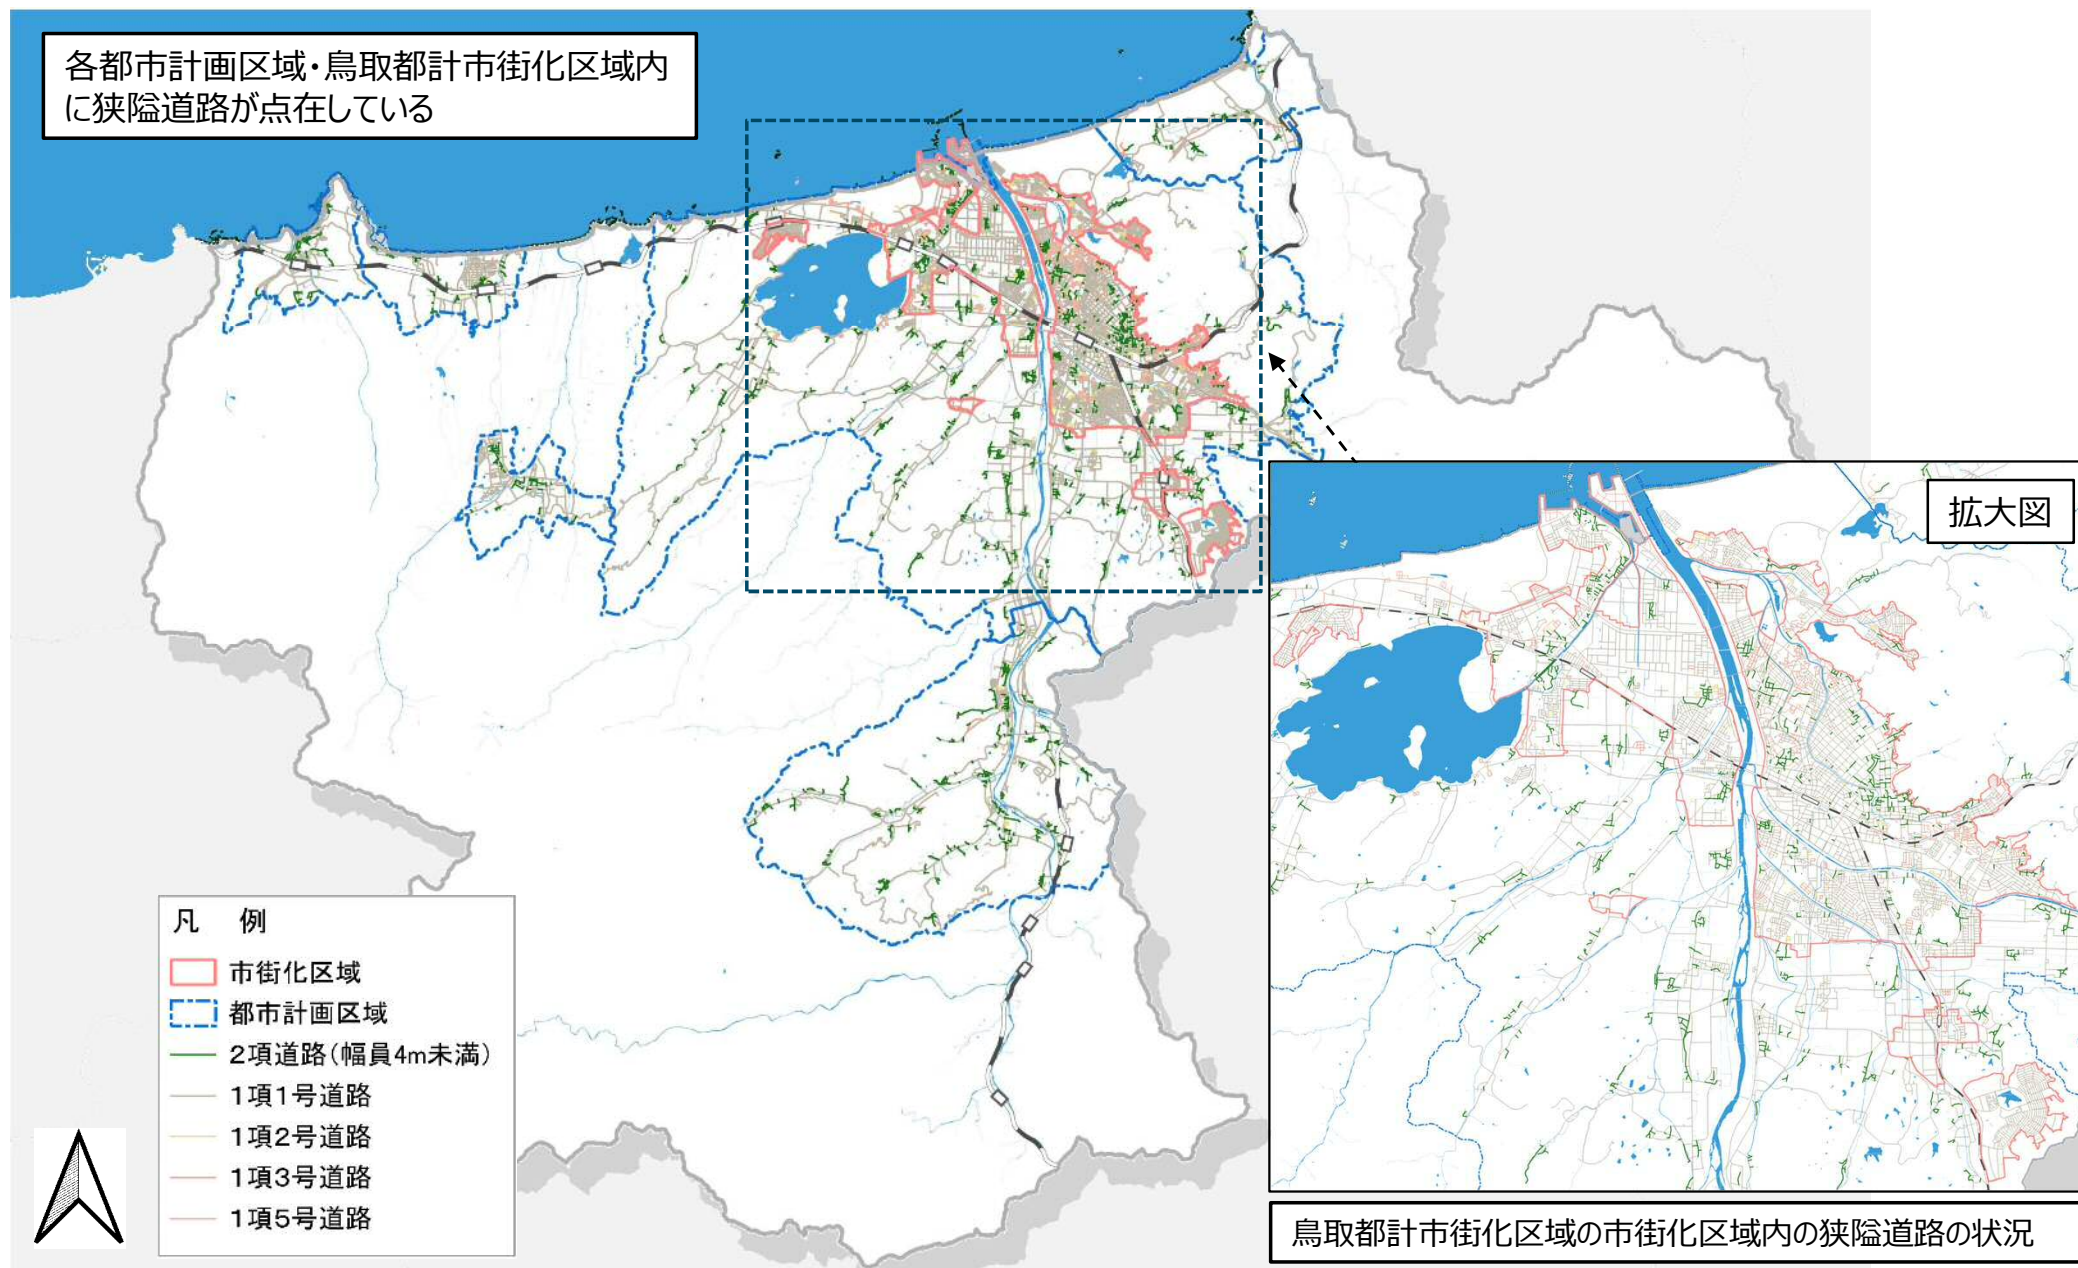 各都市計画区域・鳥取都計市街化区域内
に狭隘道路が点在している
拡大図
凡 例
市街化区域
都市計画区域
2項道路(幅員4m未満)
1項1号道路
1項2号道路
1項3号道路
1項5号道路
鳥取都計市街化区域の市街化区域内の狭隘道路の状況